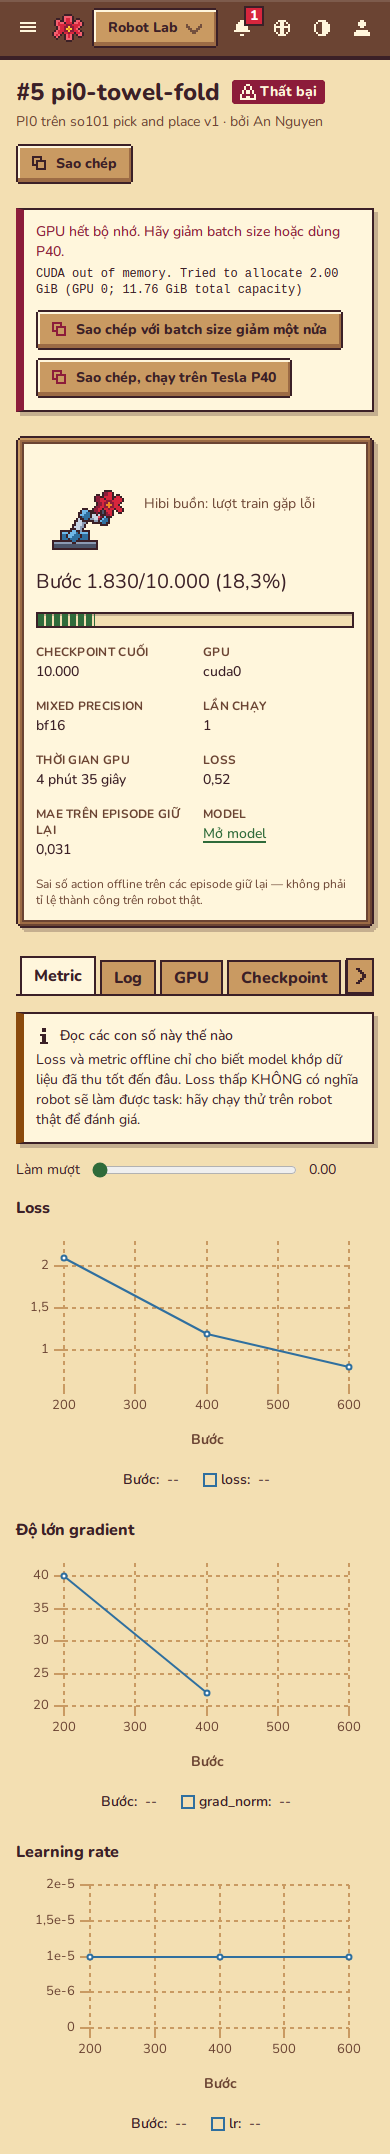 Robot Lab
1
#5 pi0-towel-fold
Thất bại
PI0 trên so101 pick and place v1 · bởi An Nguyen
Sao chép
GPU hết bộ nhớ. Hãy giảm batch size hoặc dùng
P40.
CUDA out of memory. Tried to allocate 2.00
GiB (GPU 0; 11.76 GiB total capacity)
Sao chép với batch size giảm một nửa
Sao chép, chạy trên Tesla P40
Hibi buồn: lượt train gặp lỗi
Bước 1.830/10.000 (18,3%)
CHECKPOINT CUỐI
GPU
10.000
cuda0
MIXED PRECISION
LẦN CHẠY
bf16
1
THỜI GIAN GPU
LOSS
4 phút 35 giây
0,52
MAE TRÊN EPISODE GIỮ
LẠI
MODEL
0,031
Mở model
Sai số action offline trên các episode giữ lại — không phải
tỉ lệ thành công trên robot thật.
Metric
Log
GPU
Checkpoint
Đọc các con số này thế nào
Loss và metric offline chỉ cho biết model khớp dữ
liệu đã thu tốt đến đâu. Loss thấp KHÔNG có nghĩa
robot sẽ làm được task: hãy chạy thử trên robot
thật để đánh giá.
Làm mượt
0.00
Loss
2
1,5
1
200
300
400
500
600
Bước
Bước: --
loss: --
Độ lớn gradient
40
35
30
25
20
200
300
400
500
600
Bước
Bước: --
grad_norm: --
Learning rate
2e-5
1,5e-5
1e-5
5e-6
0
200
300
400
500
600
Bước
Bước: --
lr: --